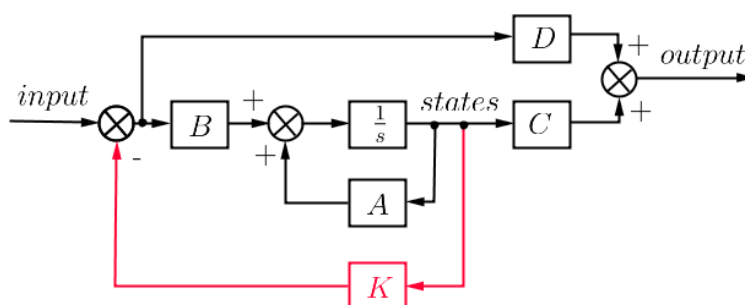 D
+
output
input
B
+
1
s
states
C
+
-
+
A
K